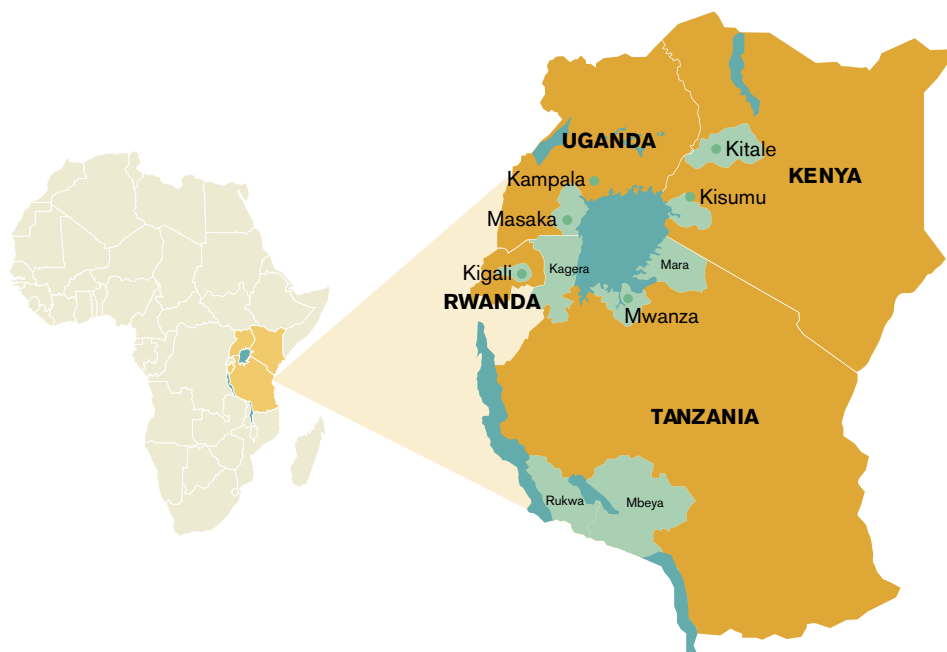 UGANDA
Kitale
KENYA
Kampala
Kisumu
Masaka
Kagera
Mara
Kigali
RWANDA
Mwanza
TANZANIA
Rukwa
Mbeya